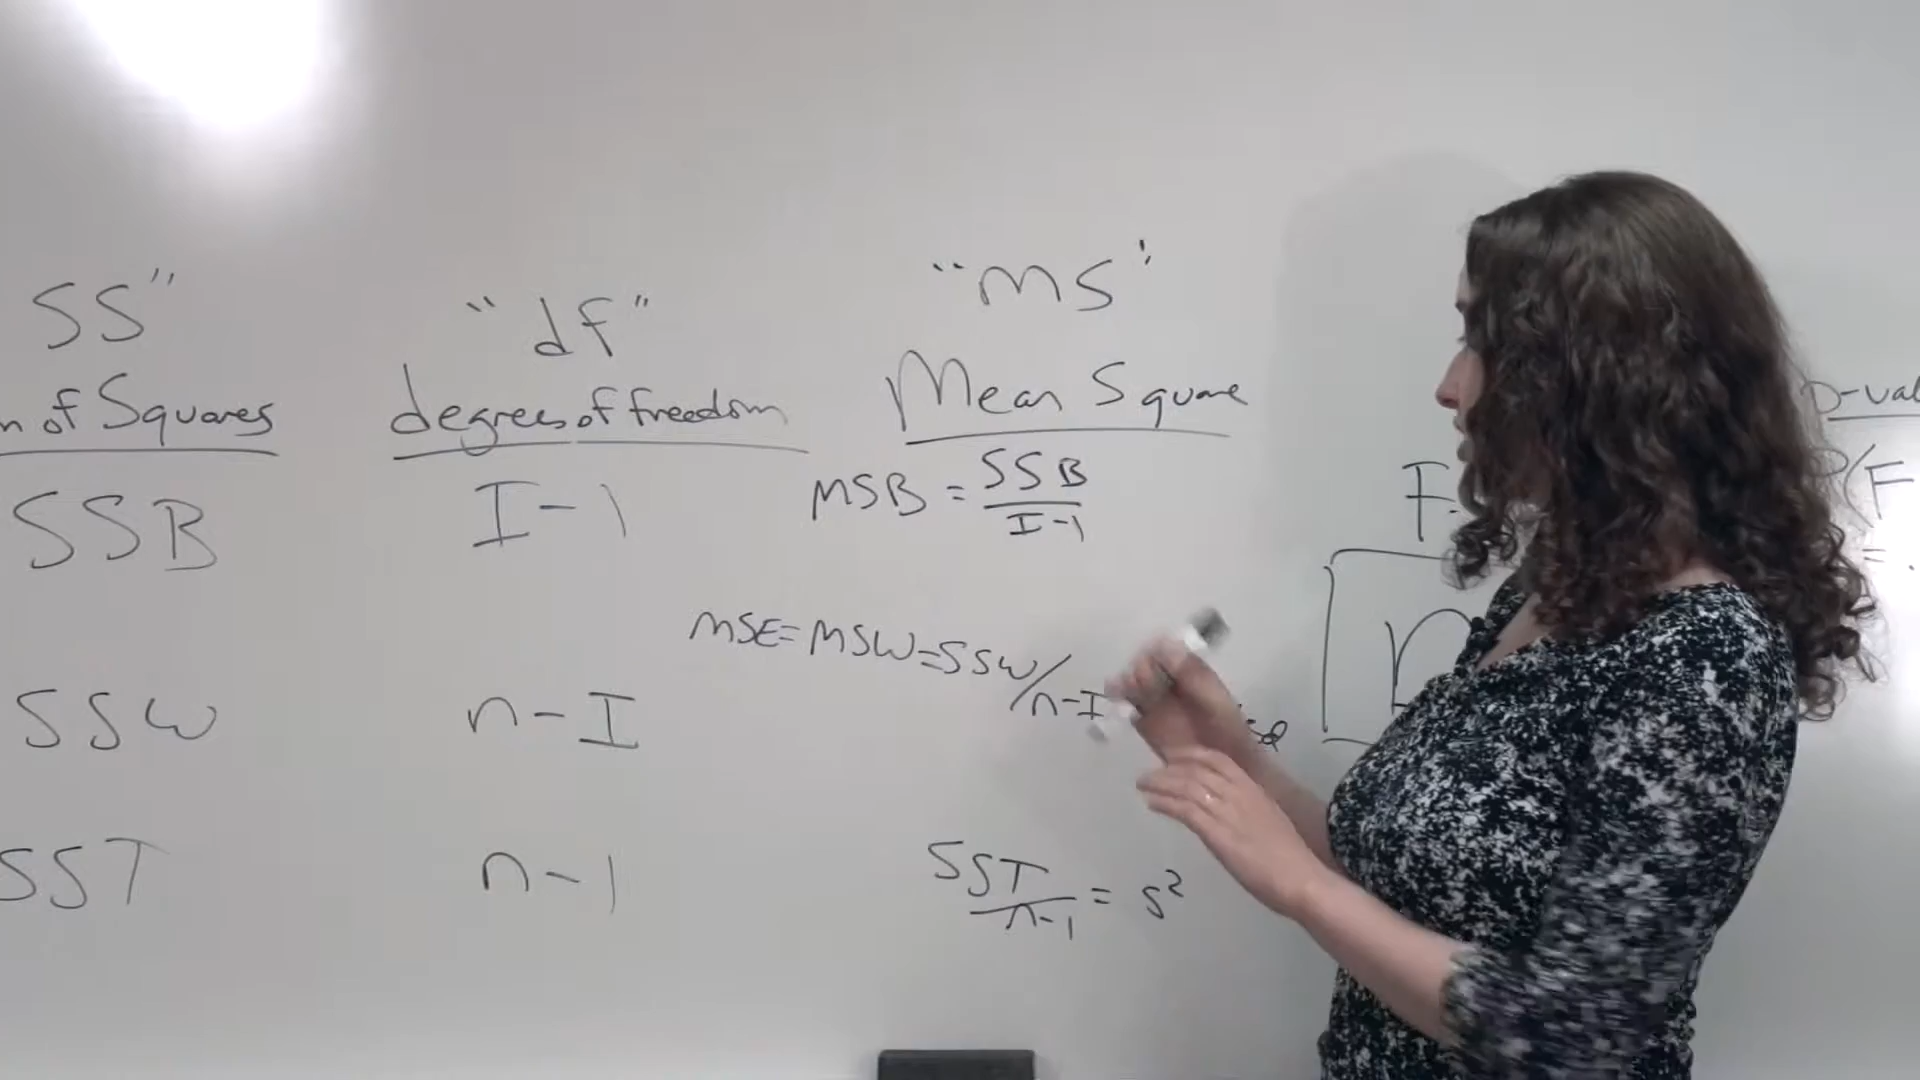 SS"
of Squares
SSB
SSW
SST
"df"
degrees of freedom
I-1
n-I
n-1
"MS"
Mean Square
MSB = SSB
I-1
MSE = MSW = SSW/n-I
SST
n-1
= s²
F
p-val
P(F
=.